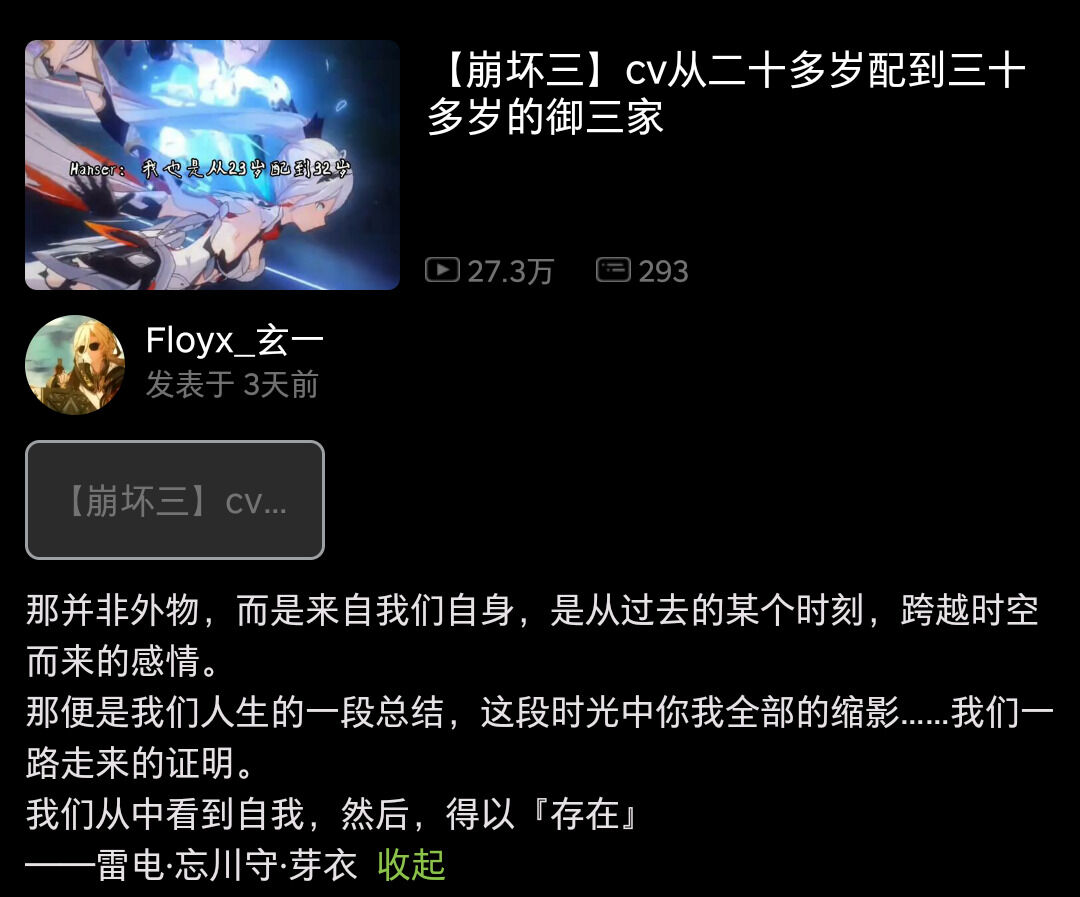 【崩坏三】cv从二十多岁配到三十
多岁的御三家
Hanser：我也是从23岁配到32岁
27.3万 293
Floyx_玄一
发表于 3天前
【崩坏三】cv...
那并非外物，而是来自我们自身，是从过去的某个时刻，跨越时空
而来的感情。
那便是我们人生的一段总结，这段时光中你我全部的缩影……我们一
路走来的证明。
我们从中看到自我，然后，得以『存在』
——雷电·忘川守·芽衣 收起